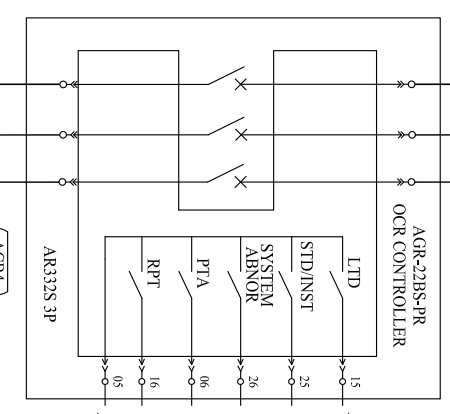 AGR-22BS-PR
OCR CONTROLLER
LTD
STD/INST
SYSTEM
ABNOR
PTA
RPT
15
25
26
06
16
05
AR332S 3P